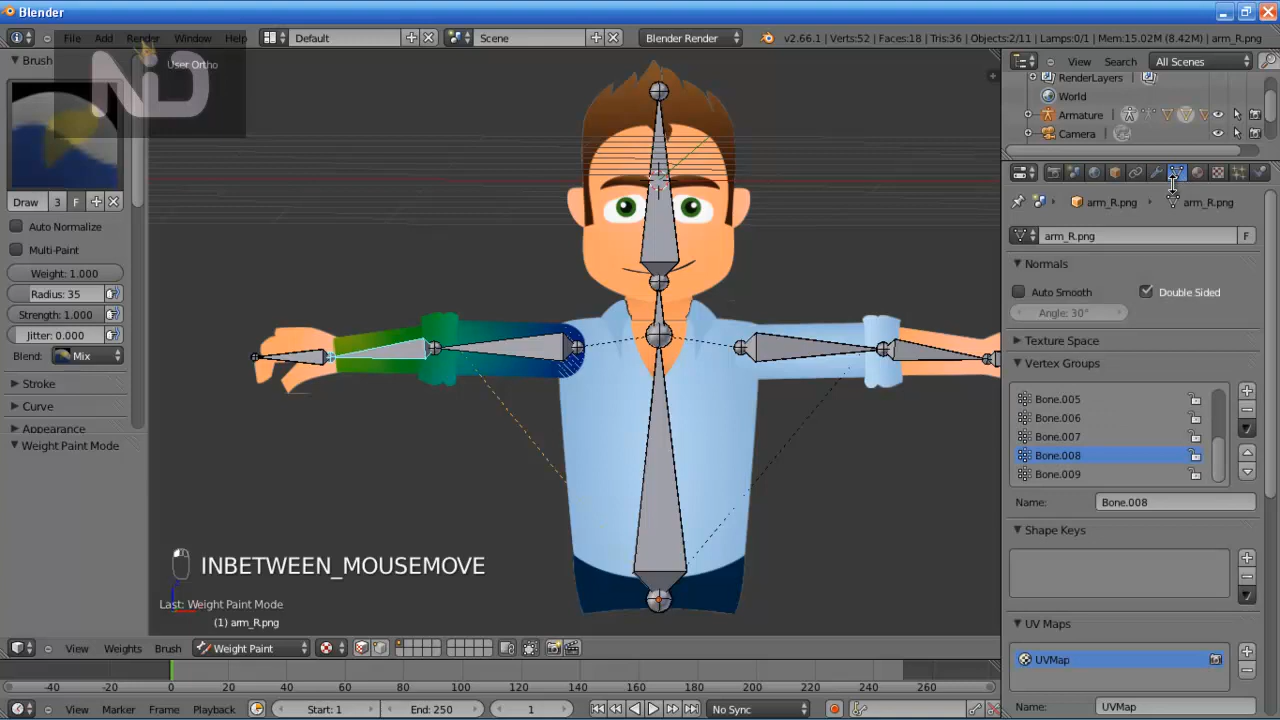 Blender
File Add Render Window Help
Default
Scene
Blender Render
v2.66.1 | Verts:52 | Faces:18 | Tris:36 | Objects:2/11 | Lamps:0/1 | Mem:15.02M (8.42M) | arm_R.png
Brush
User Ortho
NiD
View Search All Scenes
RenderLayers
World
Armature
Camera
Draw 3 F
Auto Normalize
Multi-Paint
Weight: 1.000
Radius: 35
Strength: 1.000
Jitter: 0.000
Blend: Mix
Stroke
Curve
Appearance
Weight Paint Mode
arm_R.png arm_R.png
arm_R.png F
Normals
Auto Smooth Double Sided
Angle: 30°
Texture Space
Vertex Groups
Bone.005
Bone.006
Bone.007
Bone.008
Bone.009
Name: Bone.008
Shape Keys
UV Maps
UVMap
Name: UVMap
INBETWEEN_MOUSEMOVE
Last: Weight Paint Mode
(1) arm_R.png
View Weights Brush Weight Paint
-40 -20 0 20 40 60 80 100 120 140 160 180 200 220 240 260
View Marker Frame Playback Start: 1 End: 250 1 No Sync